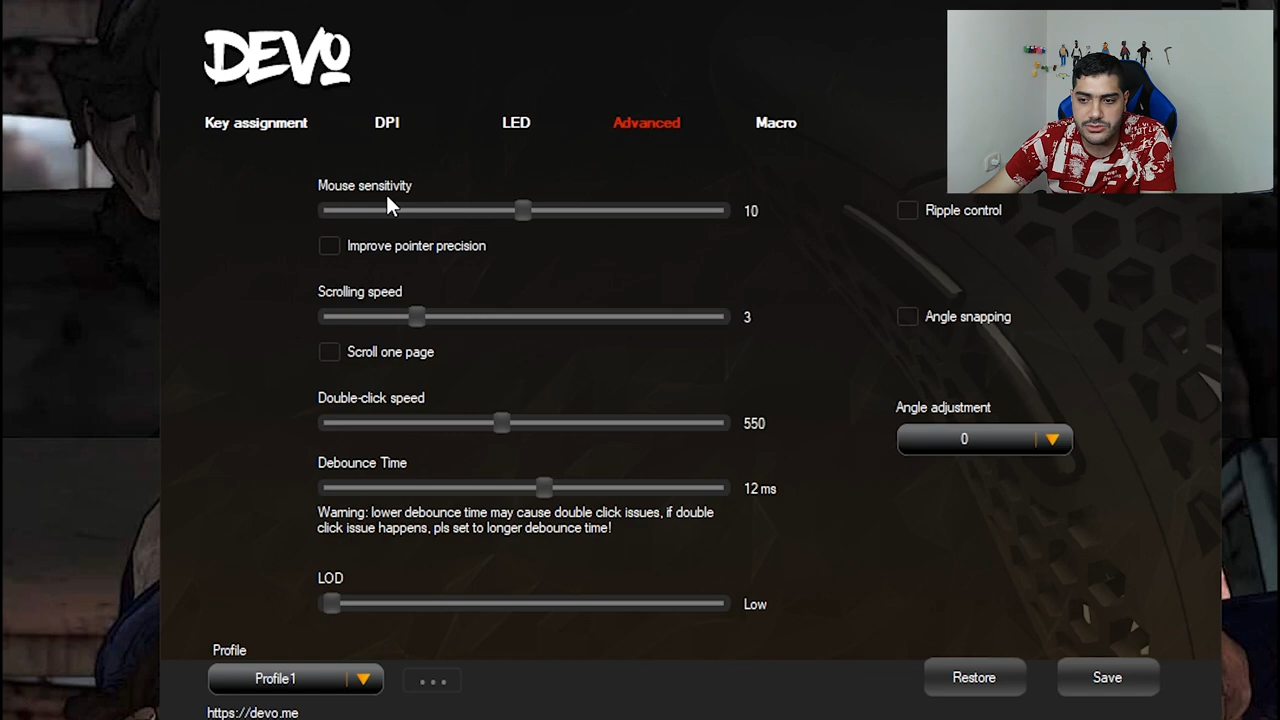 DEVO
Key assignment
DPI
LED
Advanced
Macro
Mouse sensitivity
10
Ripple control
Improve pointer precision
Scrolling speed
3
Angle snapping
Scroll one page
Double-click speed
550
Angle adjustment
0
Debounce Time
12 ms
Warning: lower debounce time may cause double click issues, if double
click issue happens, pls set to longer debounce time!
LOD
Low
Profile
Profile1
...
Restore
Save
https://devo.me